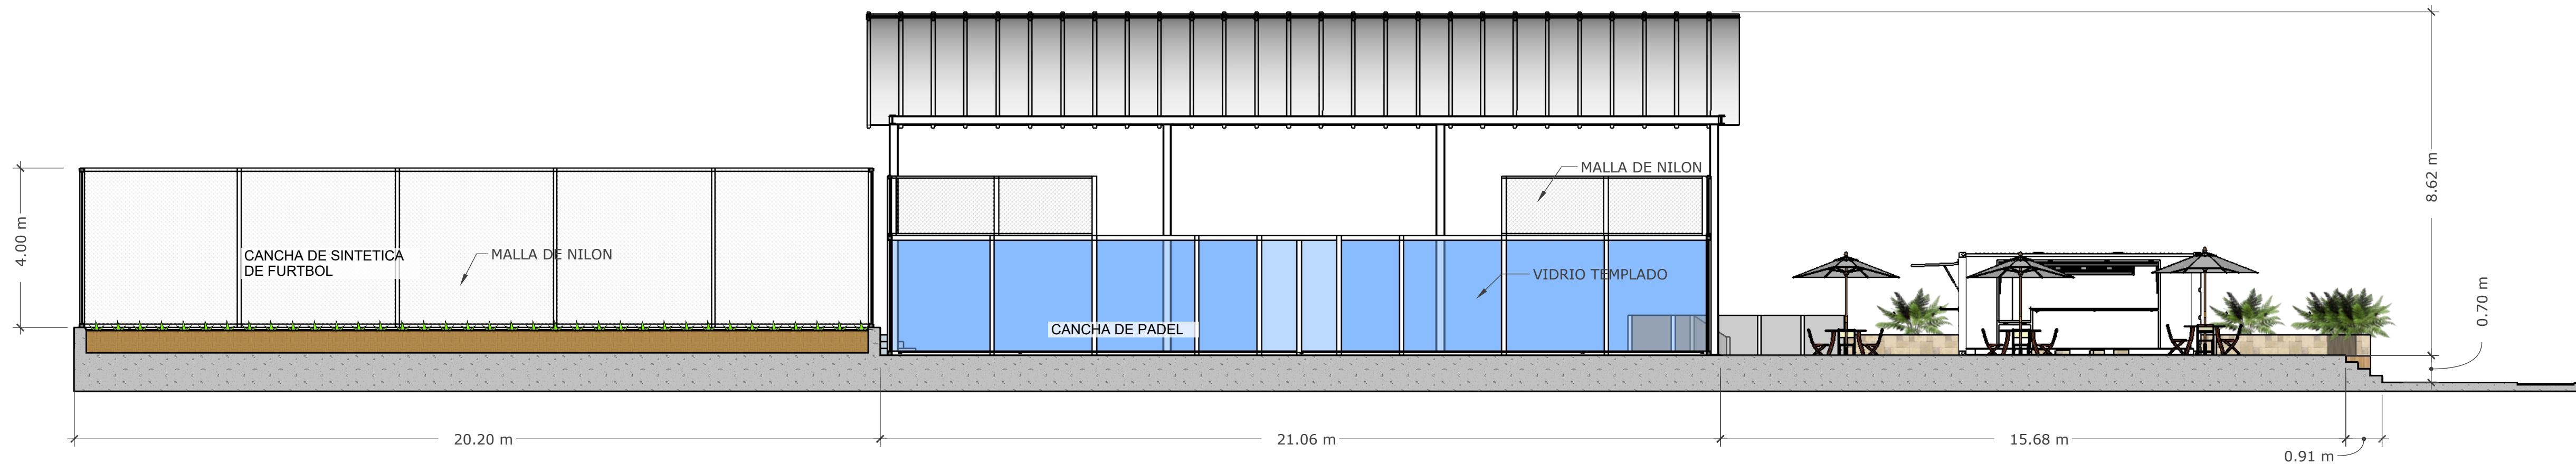 MALLA DE NILON
8.62 m
4.00 m
CANCHA DE SINTETICA
DE FURTBOL
MALLA DE NILON
VIDRIO TEMPLADO
CANCHA DE PADEL
0.70 m
20.20 m
21.06 m
15.68 m
0.91 m